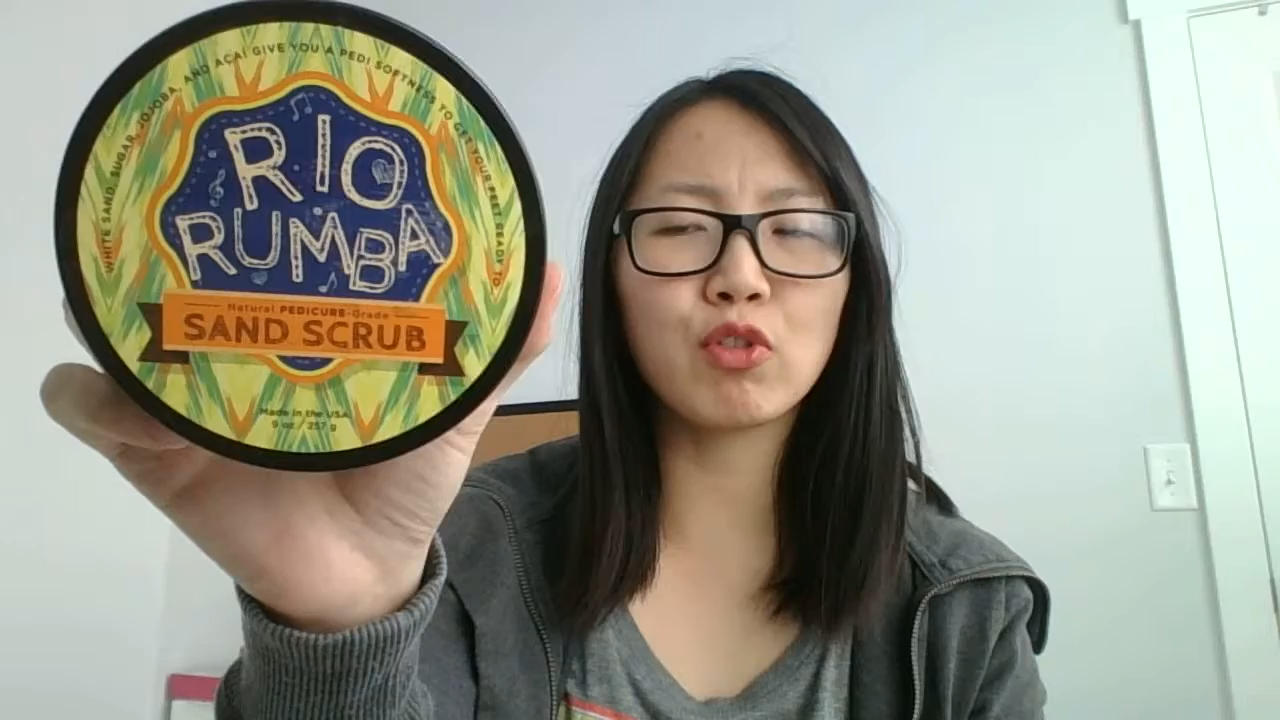 WHITE SAND, SUGAR, JOJOBA, AND ACAI GIVE YOU A PEDI SOFTNESS TO GET YOUR FEET READY TO
RIO
RUMBA
Natural PEDICURE-Grade
SAND SCRUB
Made in the USA
9 oz / 257 g